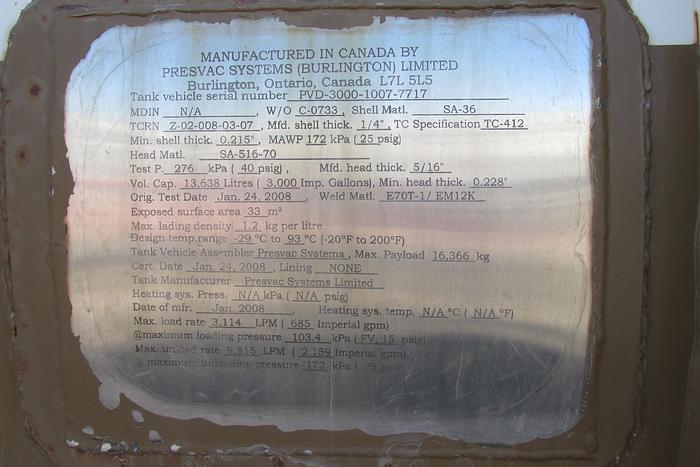 MANUFACTURED IN CANADA BY
PRESVAC SYSTEMS (BURLINGTON) LIMITED
Burlington, Ontario, Canada L7L 5L5
Tank vehicle serial number PVD-3000-1007-7717
MDIN N/A , W/O C-0733 , Shell Matl. SA-36
TCRN Z-02-008-03-07 , Mfd. shell thick. 1/4" , TC Specification TC-412
Min. shell thick. 0.215" , MAWP 172 kPa ( 25 psig)
Head Matl. SA-516-70
Test P. 276 kPa ( 40 psig) , Mfd. head thick. 5/16"
Vol. Cap. 13,638 Litres ( 3,000 Imp. Gallons), Min. head thick. 0.228"
Orig. Test Date Jan. 24, 2008 , Weld Matl. E70T-1/ EM12K
Exposed surface area 33 m²
Max. lading density 1.2 kg per litre
Design temp.range -29 °C to 93 °C (-20°F to 200°F)
Tank Vehicle Assembler Presvac Systems , Max. Payload 16,366 kg
Cert. Date Jan. 24, 2008 , Lining NONE
Tank Manufacturer Presvac Systems Limited
Heating sys. Press. N/A kPa ( N/A psig)
Date of mfr. Jan. 2008 , Heating sys. temp. N/A °C ( N/A °F)
Max. load rate 3,114 LPM ( 685 Imperial gpm)
@maximum loading pressure 103.4 kPa ( FV, 15 psig)
Max. unload rate 9,815 LPM ( 2,159 Imperial gpm)
@ maximum unloading pressure 172 kPa ( 25 psig)